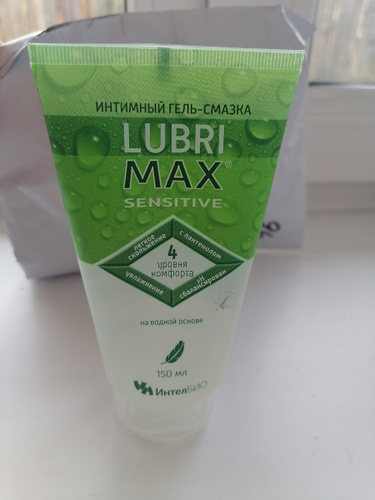 ИНТИМНЫЙ ГЕЛЬ-СМАЗКА
LUBRI
MAX®
SENSITIVE
легкое
скольжение
с пантенолом
4
уровня
комфорта
увлажнение
pH
сбалансирован
на водной основе
150 мл
ИнтелБИО